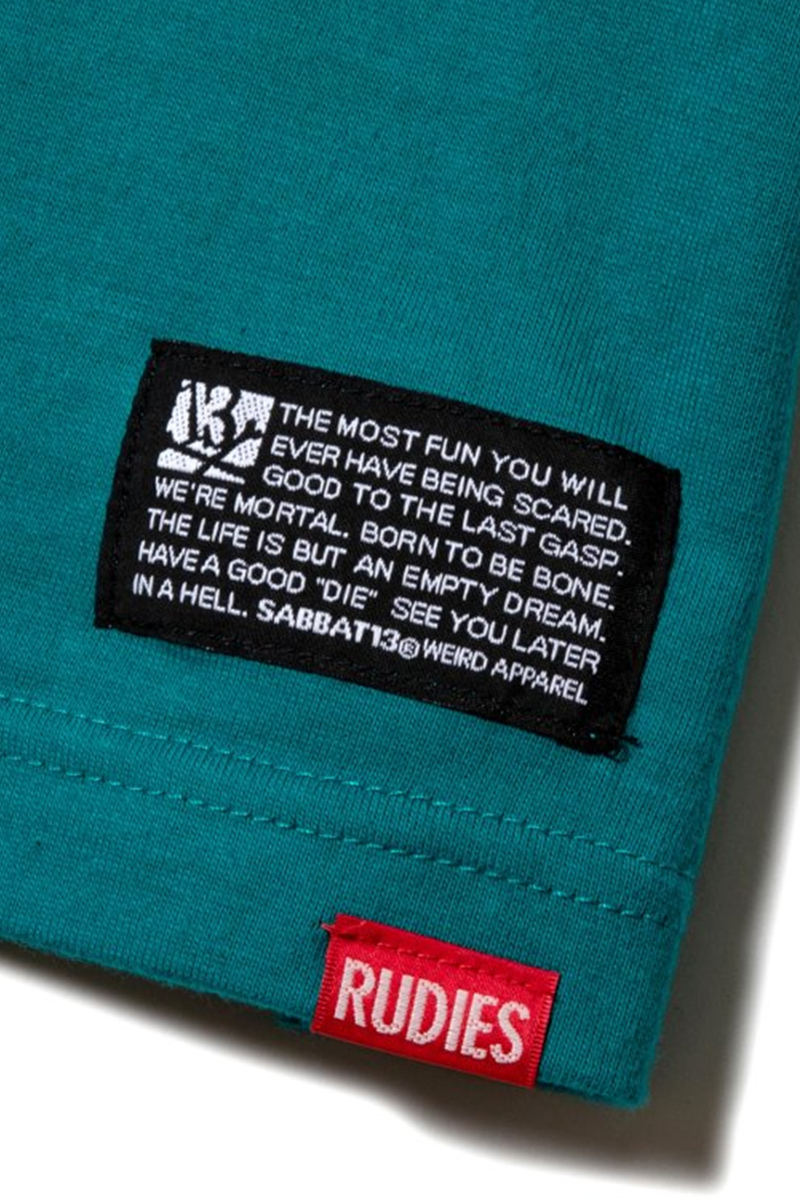 THE MOST FUN YOU WILL
EVER HAVE BEING SCARED.
GOOD TO THE LAST GASP.
WE'RE MORTAL. BORN TO BE BONE.
THE LIFE IS BUT AN EMPTY DREAM.
HAVE A GOOD "DIE" SEE YOU LATER
IN A HELL. SABBAT13® WEIRD APPAREL
RUDIES